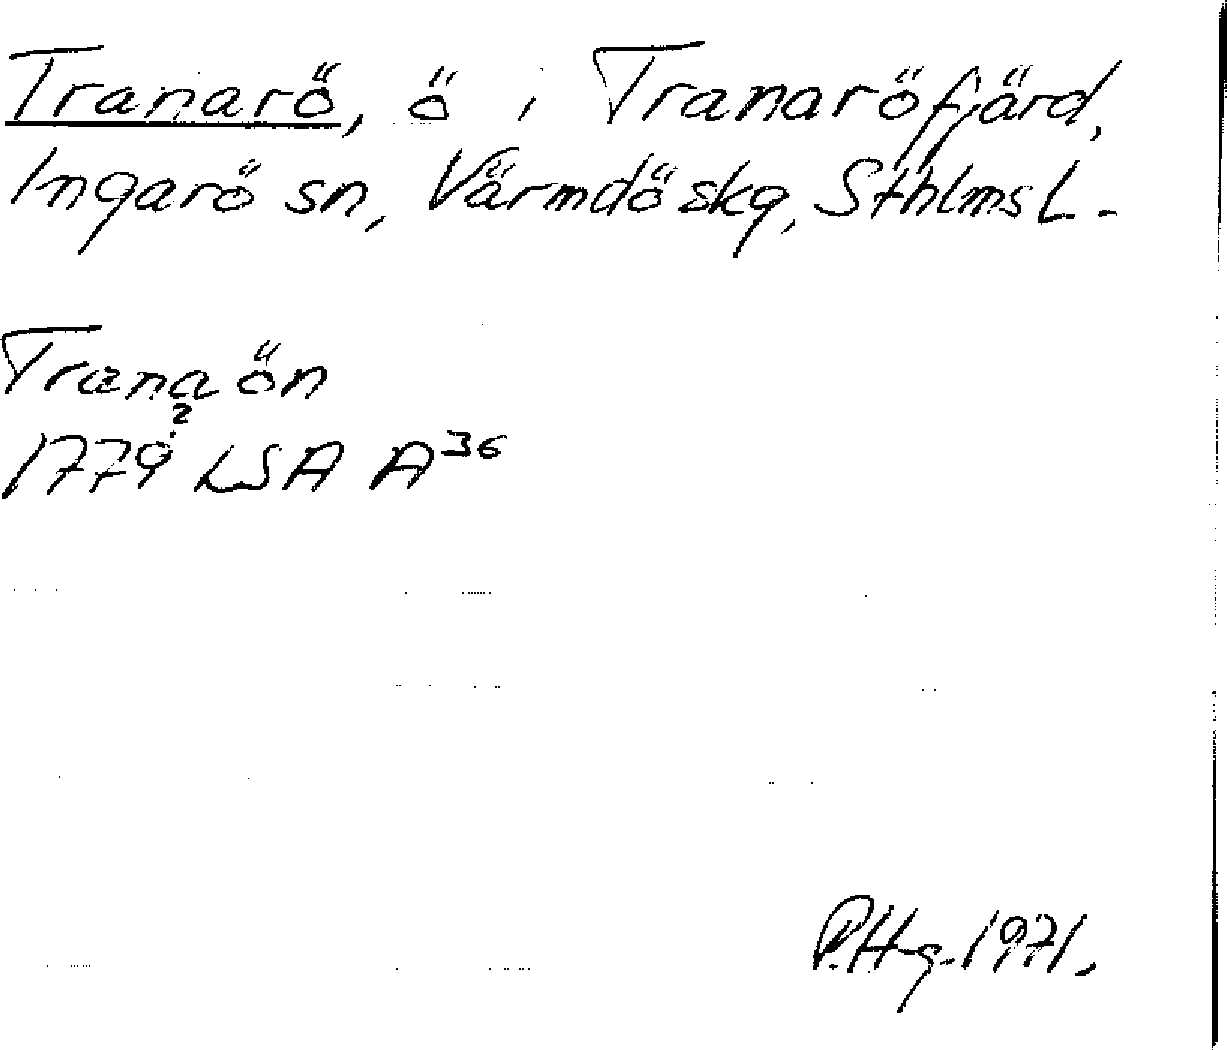 Tranarö, ö i Tranaröfjärd,
Ingarö sn, Värmdö skg, Sthlms L.
Tranaön
1779? LSA A36
P.Hg. 1971.